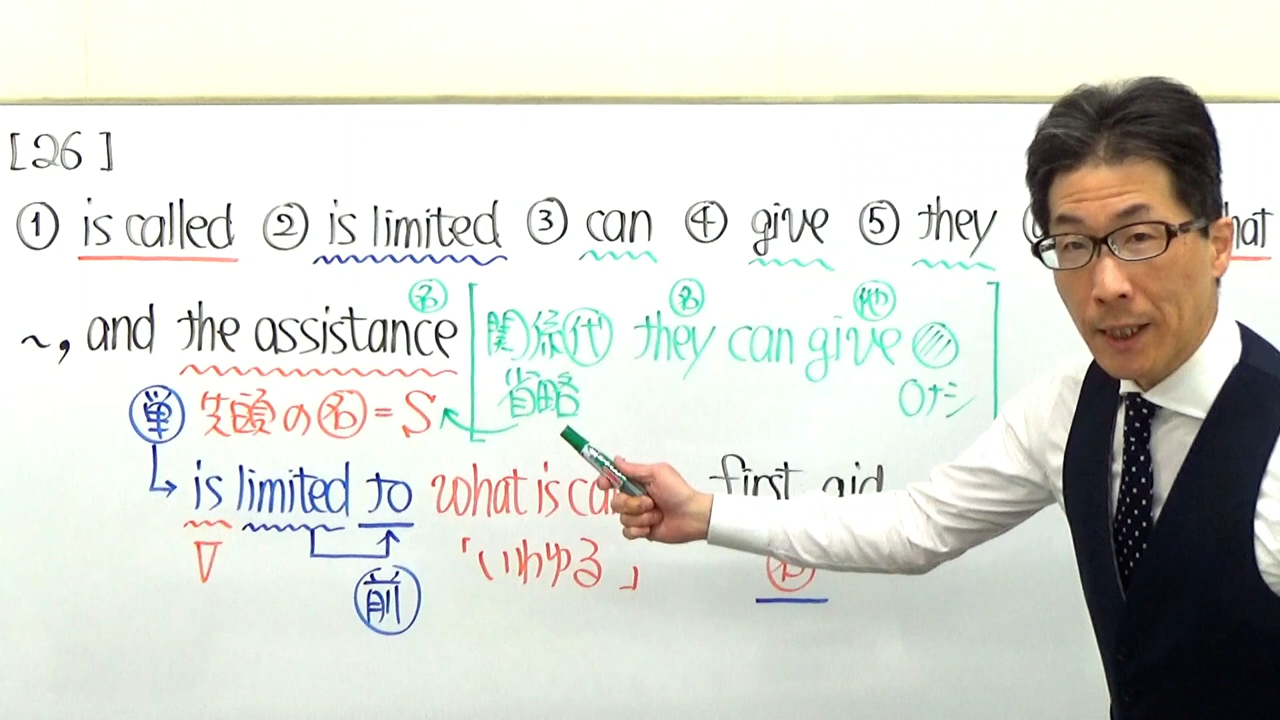 [26]
① is called ② is limited ③ can ④ give ⑤ they hat
名 名 他
～, and the assistance [関係代 they can give ]
省略 Oナシ
単 先頭の名 = S
is limited to what is ca first aid
V 「いわゆる」
前